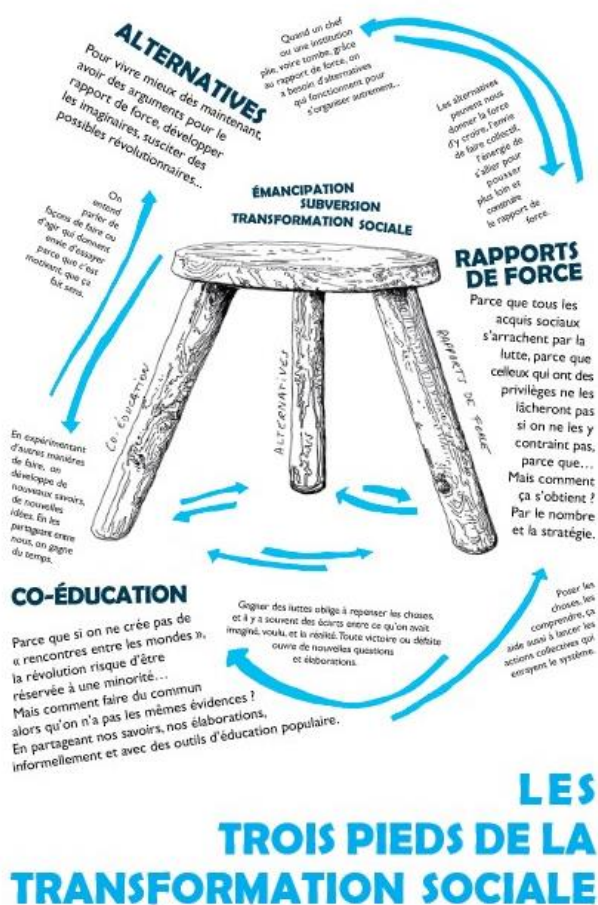 ALTERNATIVES
Pour vivre mieux dès maintenant,
avoir des arguments pour le
rapport de force, développer
les imaginaires, susciter des
possibles révolutionnaires...
Quand un chef
ou une institution
plie, voire tombe, grâce
au rapport de force, on
a besoin d'alternatives
qui fonctionnent pour
s'organiser autrement...
Les alternatives
peuvent nous
donner la force
d'y croire, l'envie
de faire collectif,
l'énergie de
s'allier pour
pousser
plus loin et
construire
le rapport de
force.
On
entend
parler de
façons de faire ou
d'agir qui donnent
envie d'essayer
parce que c'est
motivant, que ça
fait sens.
ÉMANCIPATION
SUBVERSION
TRANSFORMATION SOCIALE
RAPPORTS
DE FORCE
Parce que tous les
acquis sociaux
s'arrachent par la
lutte, parce que
celleux qui ont des
privilèges ne les
lâcheront pas
si on ne les y
contraint pas,
parce que...
Mais comment
ça s'obtient ?
Par le nombre
et la stratégie.
CO-ÉDUCATION
ALTERNATIVES
RAPPORTS DE FORCE
En expérimentant
d'autres manières
de faire, on
développe de
nouveaux savoirs,
de nouvelles
idées. En les
partageant entre
nous, on gagne
du temps.
CO-ÉDUCATION
Parce que si on ne crée pas de
« rencontres entre les mondes »,
la révolution risque d'être
réservée à une minorité...
Mais comment faire du commun
alors qu'on n'a pas les mêmes évidences ?
En partageant nos savoirs, nos élaborations,
informellement et avec des outils d'éducation populaire.
Gagner des luttes oblige à repenser les choses,
et il y a souvent des écarts entre ce qu'on avait
imaginé, voulu, et la réalité. Toute victoire ou défaite
ouvre de nouvelles questions
et élaborations.
Poser les
choses, les
comprendre, ça
aide aussi à lancer les
actions collectives qui
enrayent le système.
LES
TROIS PIEDS DE LA
TRANSFORMATION SOCIALE